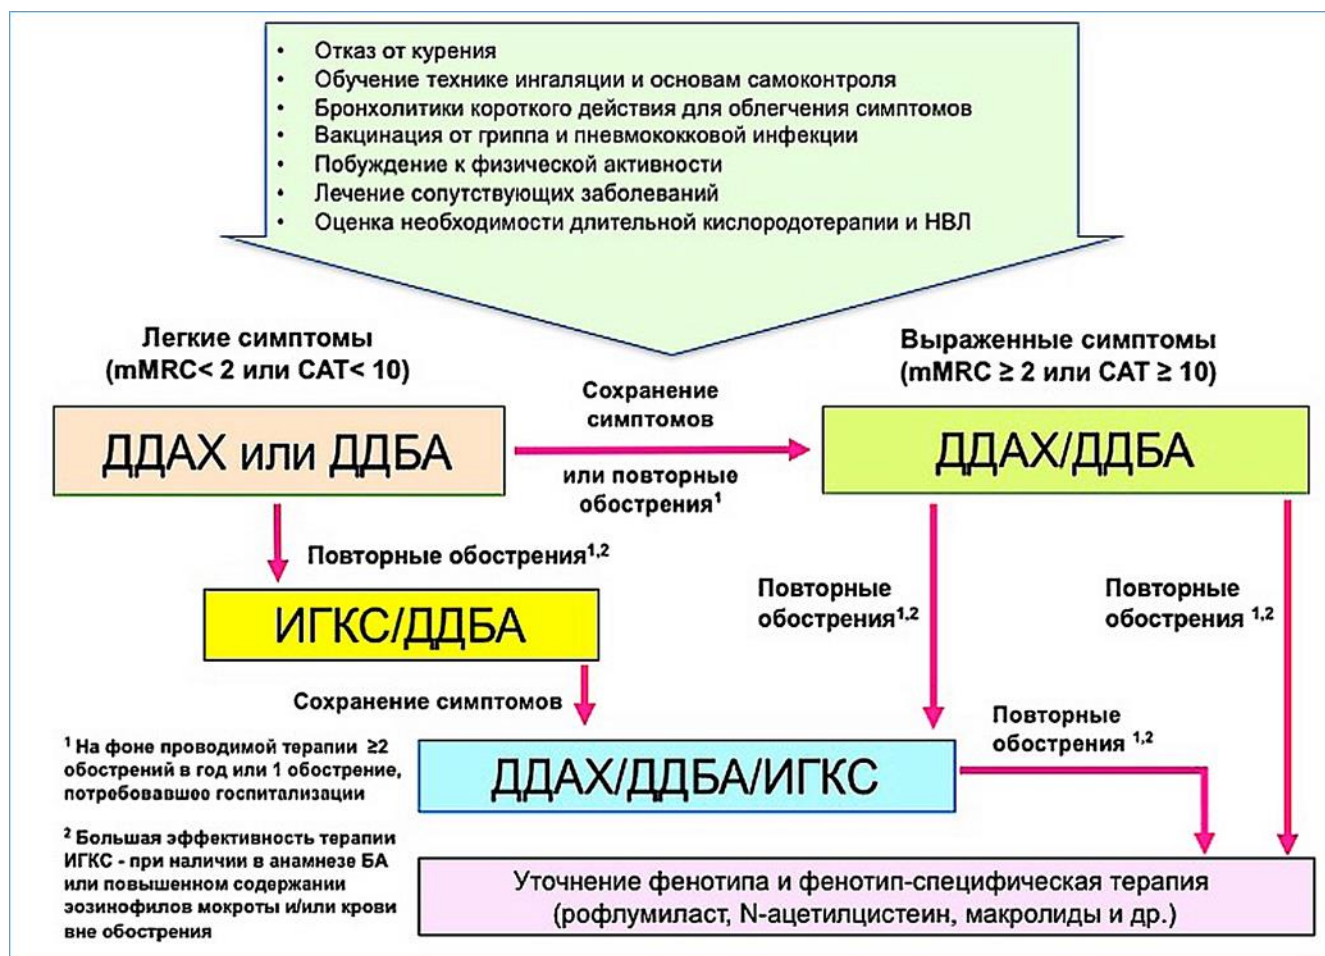 • Отказ от курения
• Обучение технике ингаляции и основам самоконтроля
• Бронхолитики короткого действия для облегчения симптомов
• Вакцинация от гриппа и пневмококковой инфекции
• Побуждение к физической активности
• Лечение сопутствующих заболеваний
• Оценка необходимости длительной кислородотерапии и НВЛ
Легкие симптомы
(mMRC< 2 или CAT< 10)
Выраженные симптомы
(mMRC ≥ 2 или CAT ≥ 10)
ДДАХ или ДДБА
Сохранение
симптомов
или повторные
обострения¹
ДДАХ/ДДБА
Повторные обострения¹,²
ИГКС/ДДБА
Сохранение симптомов
Повторные
обострения¹,²
Повторные
обострения ¹,²
ДДАХ/ДДБА/ИГКС
Повторные
обострения ¹,²
Уточнение фенотипа и фенотип-специфическая терапия
(рофлумиласт, N-ацетилцистеин, макролиды и др.)
¹ На фоне проводимой терапии ≥2
обострений в год или 1 обострение,
потребовавшее госпитализации
² Большая эффективность терапии
ИГКС - при наличии в анамнезе БА
или повышенном содержании
эозинофилов мокроты и/или крови
вне обострения